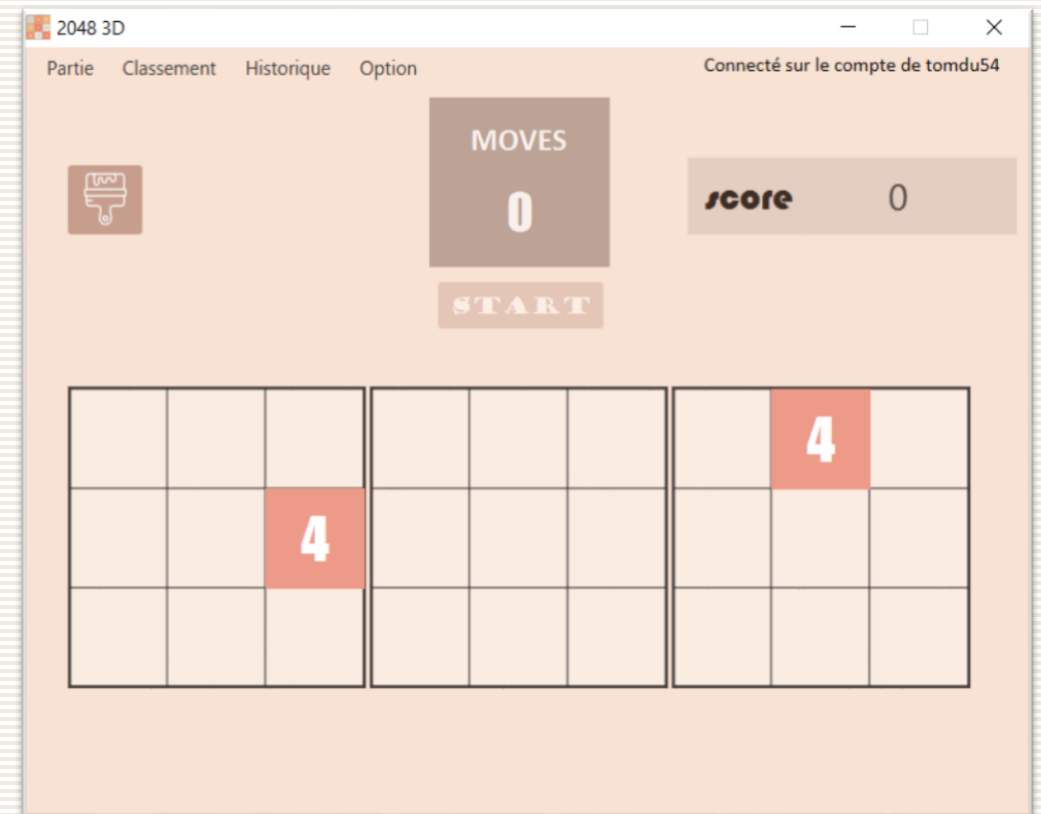 2048 3D
Partie Classement Historique Option
Connecté sur le compte de tomdu54
MOVES
0
score 0
START
4
4